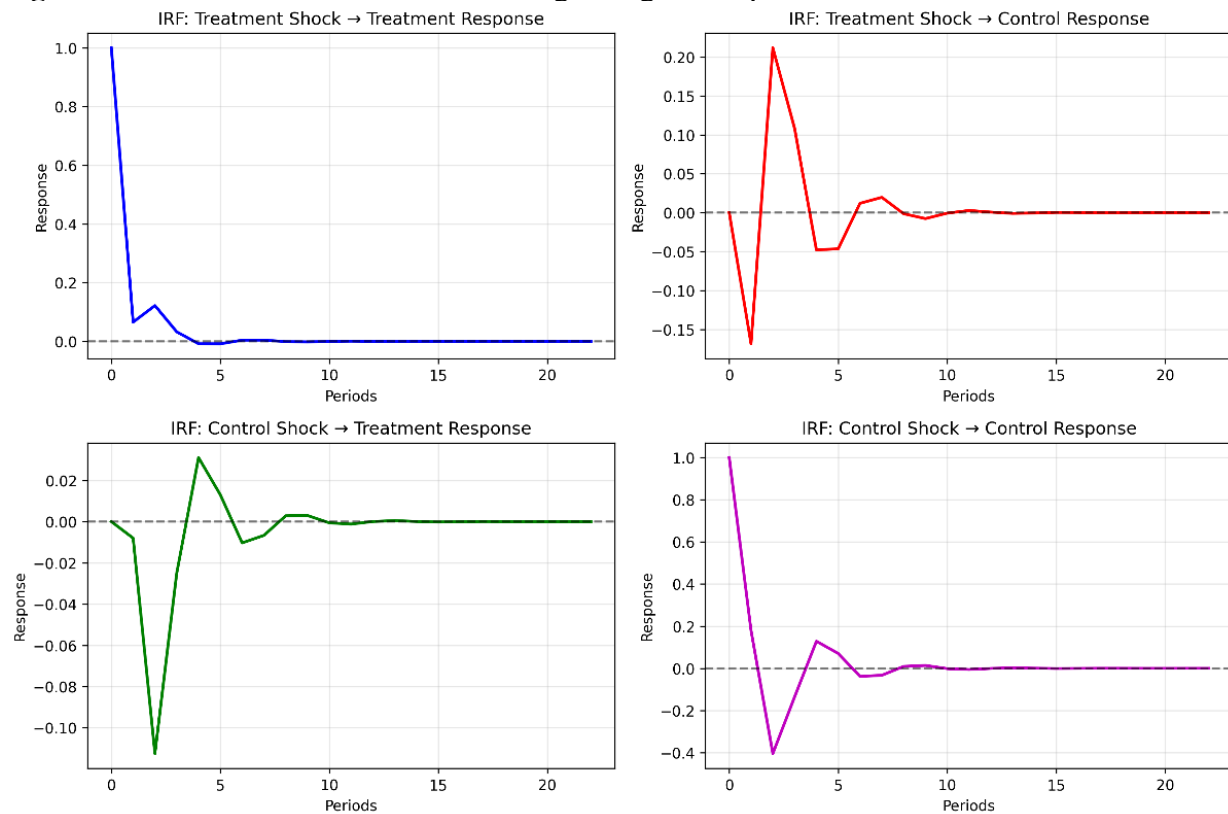 IRF: Treatment Shock → Treatment Response
1.0
0.8
0.6
0.4
0.2
0.0
Response
0 5 10 15 20
Periods
IRF: Treatment Shock → Control Response
0.20
0.15
0.10
0.05
0.00
−0.05
−0.10
−0.15
Response
0 5 10 15 20
Periods
IRF: Control Shock → Treatment Response
0.02
0.00
−0.02
−0.04
−0.06
−0.08
−0.10
Response
0 5 10 15 20
Periods
IRF: Control Shock → Control Response
1.0
0.8
0.6
0.4
0.2
0.0
−0.2
−0.4
Response
0 5 10 15 20
Periods